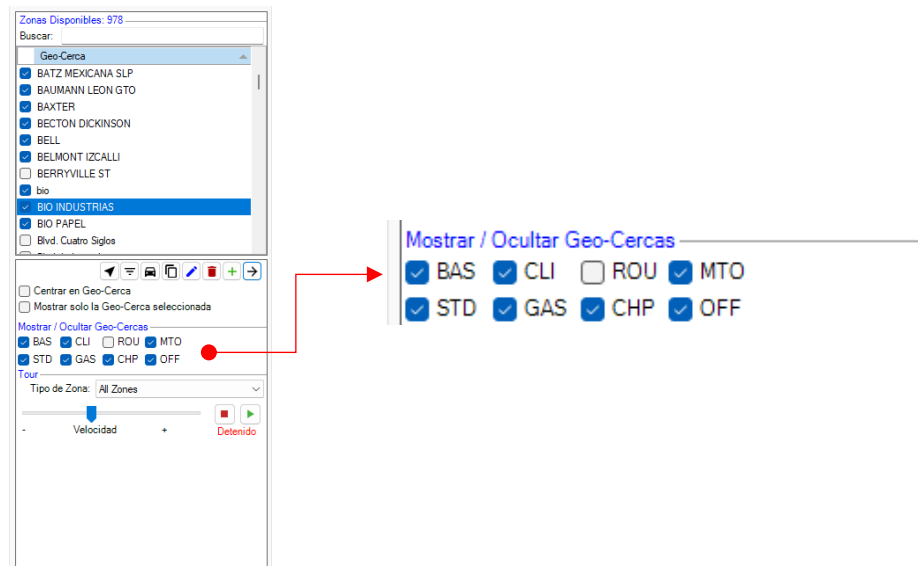 Zonas Disponibles: 978
Buscar:
Geo-Cerca
BATZ MEXICANA SLP
BAUMANN LEON GTO
BAXTER
BECTON DICKINSON
BELL
BELMONT IZCALLI
BERRYVILLE ST
bio
BIO INDUSTRIAS
BIO PAPEL
Blvd. Cuatro Siglos
Centrar en Geo-Cerca
Mostrar solo la Geo-Cerca seleccionada
Mostrar / Ocultar Geo-Cercas
BAS CLI ROU MTO
STD GAS CHP OFF
Tour
Tipo de Zona: All Zones
- Velocidad + Detenido
Mostrar / Ocultar Geo-Cercas
BAS CLI ROU MTO
STD GAS CHP OFF